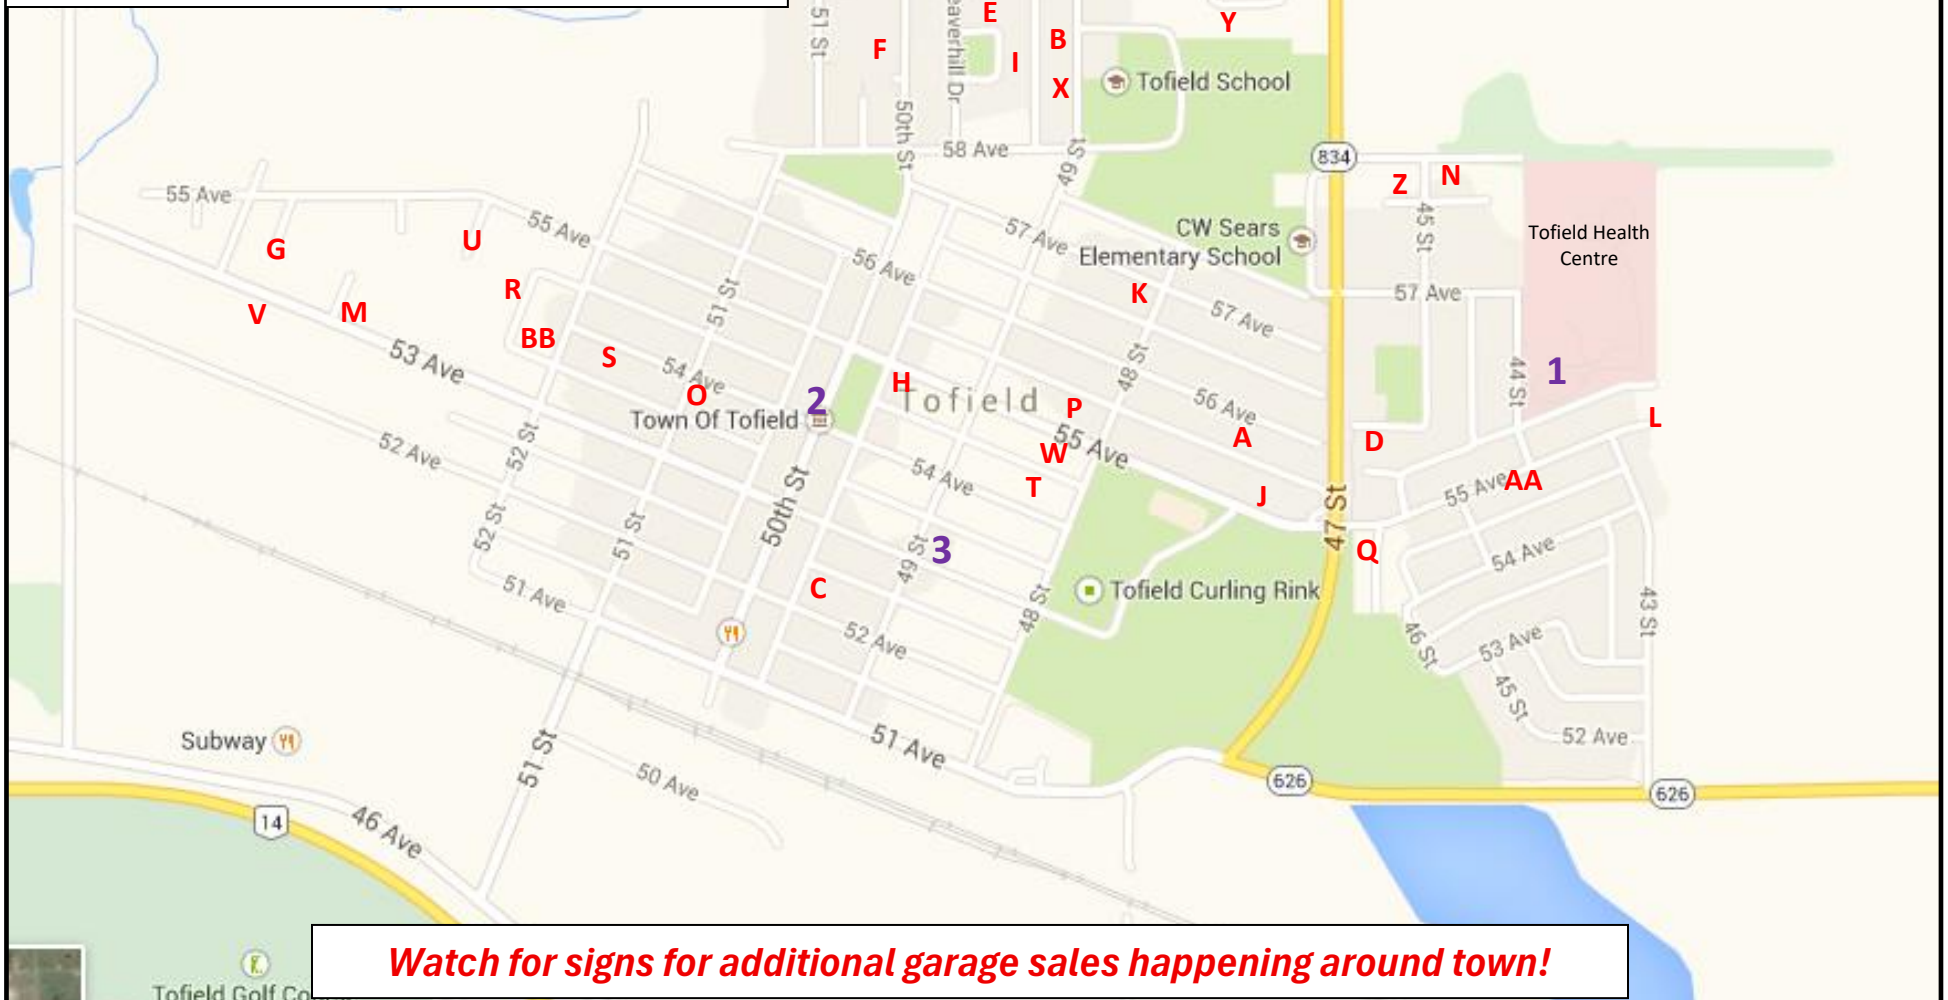 E
Y
51 St
F
eaverhill Dr
I
B
X
Tofield School
50th St
58 Ave
49 St
834
Z
N
55 Ave
G
U
55 Ave
45 St
Tofield Health
Centre
57 Ave
CW Sears
Elementary School
56 Ave
R
V
M
51 St
K
57 Ave
57 Ave
BB
S
53 Ave
54 Ave
O
2
H
Tofield
48 St
44 St
1
Town Of Tofield
P
56 Ave
A
D
L
52 Ave
52 St
W
55 Ave
T
54 Ave
J
47 St
55 Ave
AA
50th St
52 St
51 St
49 St
3
Q
54 Ave
51 Ave
C
Tofield Curling Rink
48 St
43 St
52 Ave
46 St
53 Ave
45 St
Subway
51 Ave
52 Ave
51 St
50 Ave
626
626
14
46 Ave
Watch for signs for additional garage sales happening around town!
Tofield Golf Co